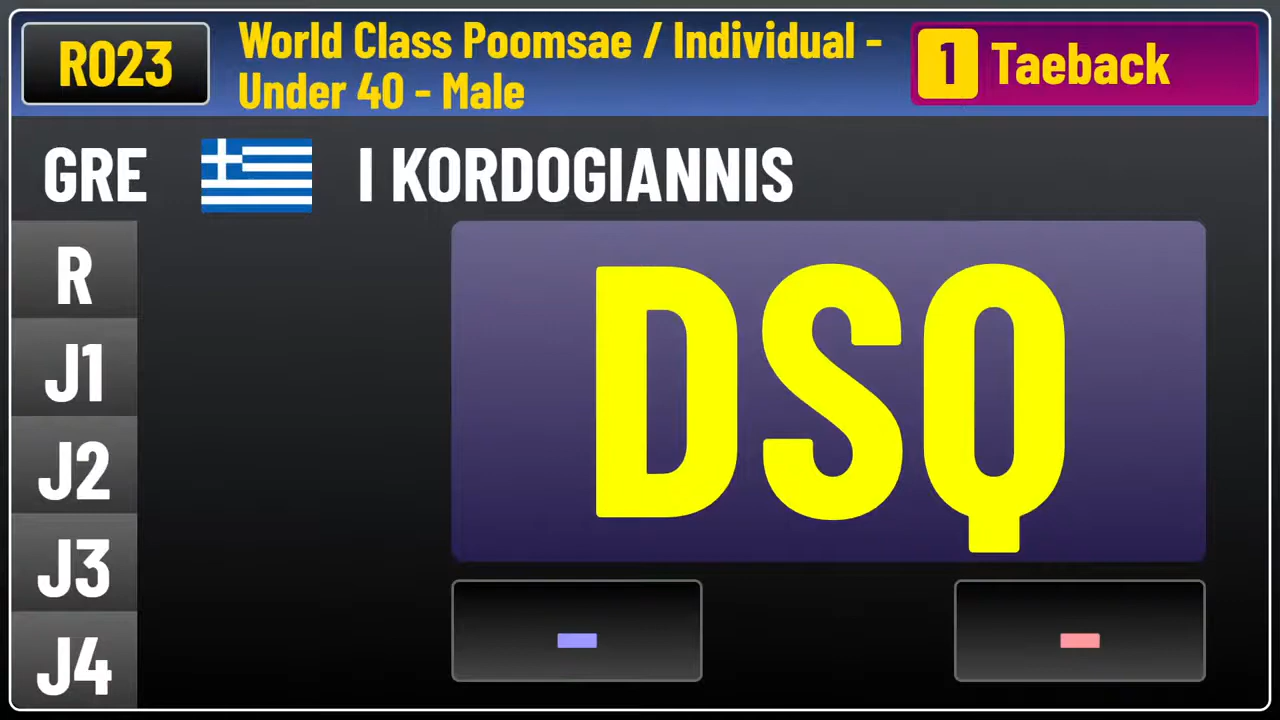 R023
World Class Poomsae / Individual -
Under 40 - Male
1 Taeback
GRE I KORDOGIANNIS
R
J1
J2
J3
J4
DSQ
- -